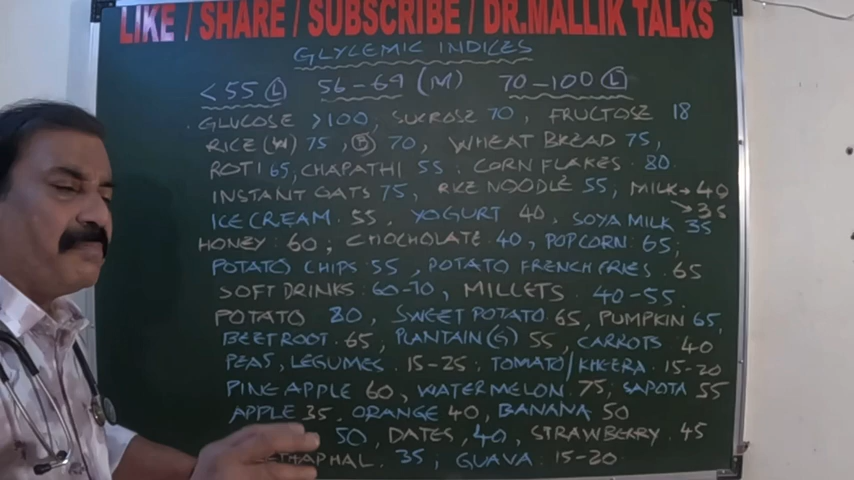 LIKE / SHARE / SUBSCRIBE / DR.MALLIK TALKS
GLYCEMIC INDICES
<55 (L) 56-69 (M) 70-100 (L)
GLUCOSE >100, SUCROSE 70, FRUCTOSE 18
RICE (W) 75, (B) 70, WHEAT BREAD 75,
ROTI 65, CHAPATHI 55, CORN FLAKES 80
INSTANT OATS 75, RICE NOODLE 55, MILK → 40
→ 35
ICE CREAM 55, YOGURT 40, SOYA MILK 35
HONEY: 60; CHOCHOLATE 40, POPCORN: 65;
POTATO CHIPS 55, POTATO FRENCH FRIES 65
SOFT DRINKS 60-70, MILLETS 40-55
POTATO 80, SWEET POTATO 65, PUMPKIN 65,
BEETROOT 65; PLANTAIN (G) 55, CARROTS 40
PEAS, LEGUMES 15-25; TOMATO/KHEERA 15-20
PINEAPPLE 60, WATERMELON 75, SAPOTA 55
APPLE 35, ORANGE 40, BANANA 50
50, DATES, 40, STRAWBERRY 45
35; GUAVA 15-20